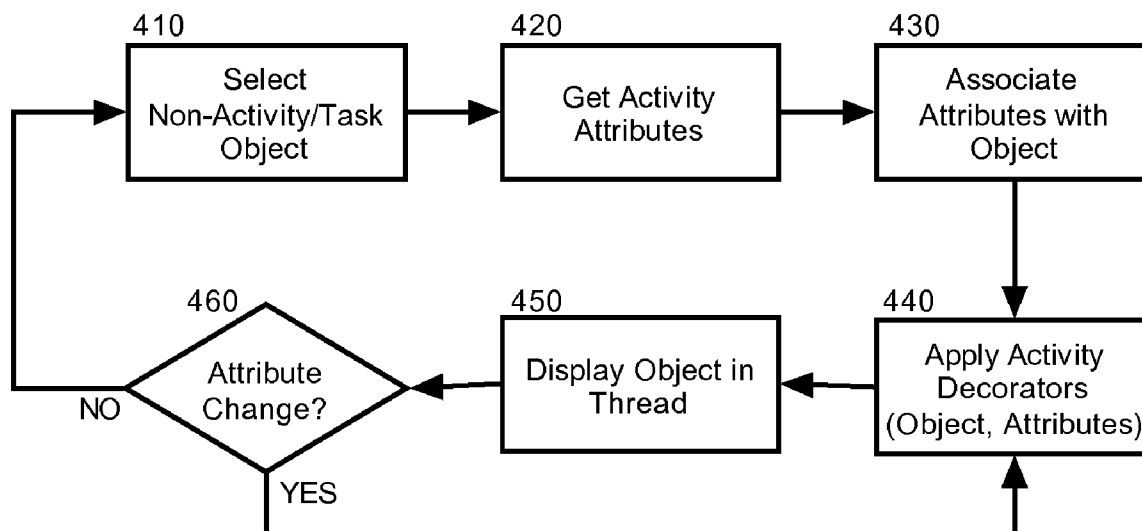 410
Select
Non-Activity/Task
Object
420
Get Activity
Attributes
430
Associate
Attributes with
Object
440
Apply Activity
Decorators
(Object, Attributes)
450
Display Object in
Thread
460
Attribute
Change?
NO
YES